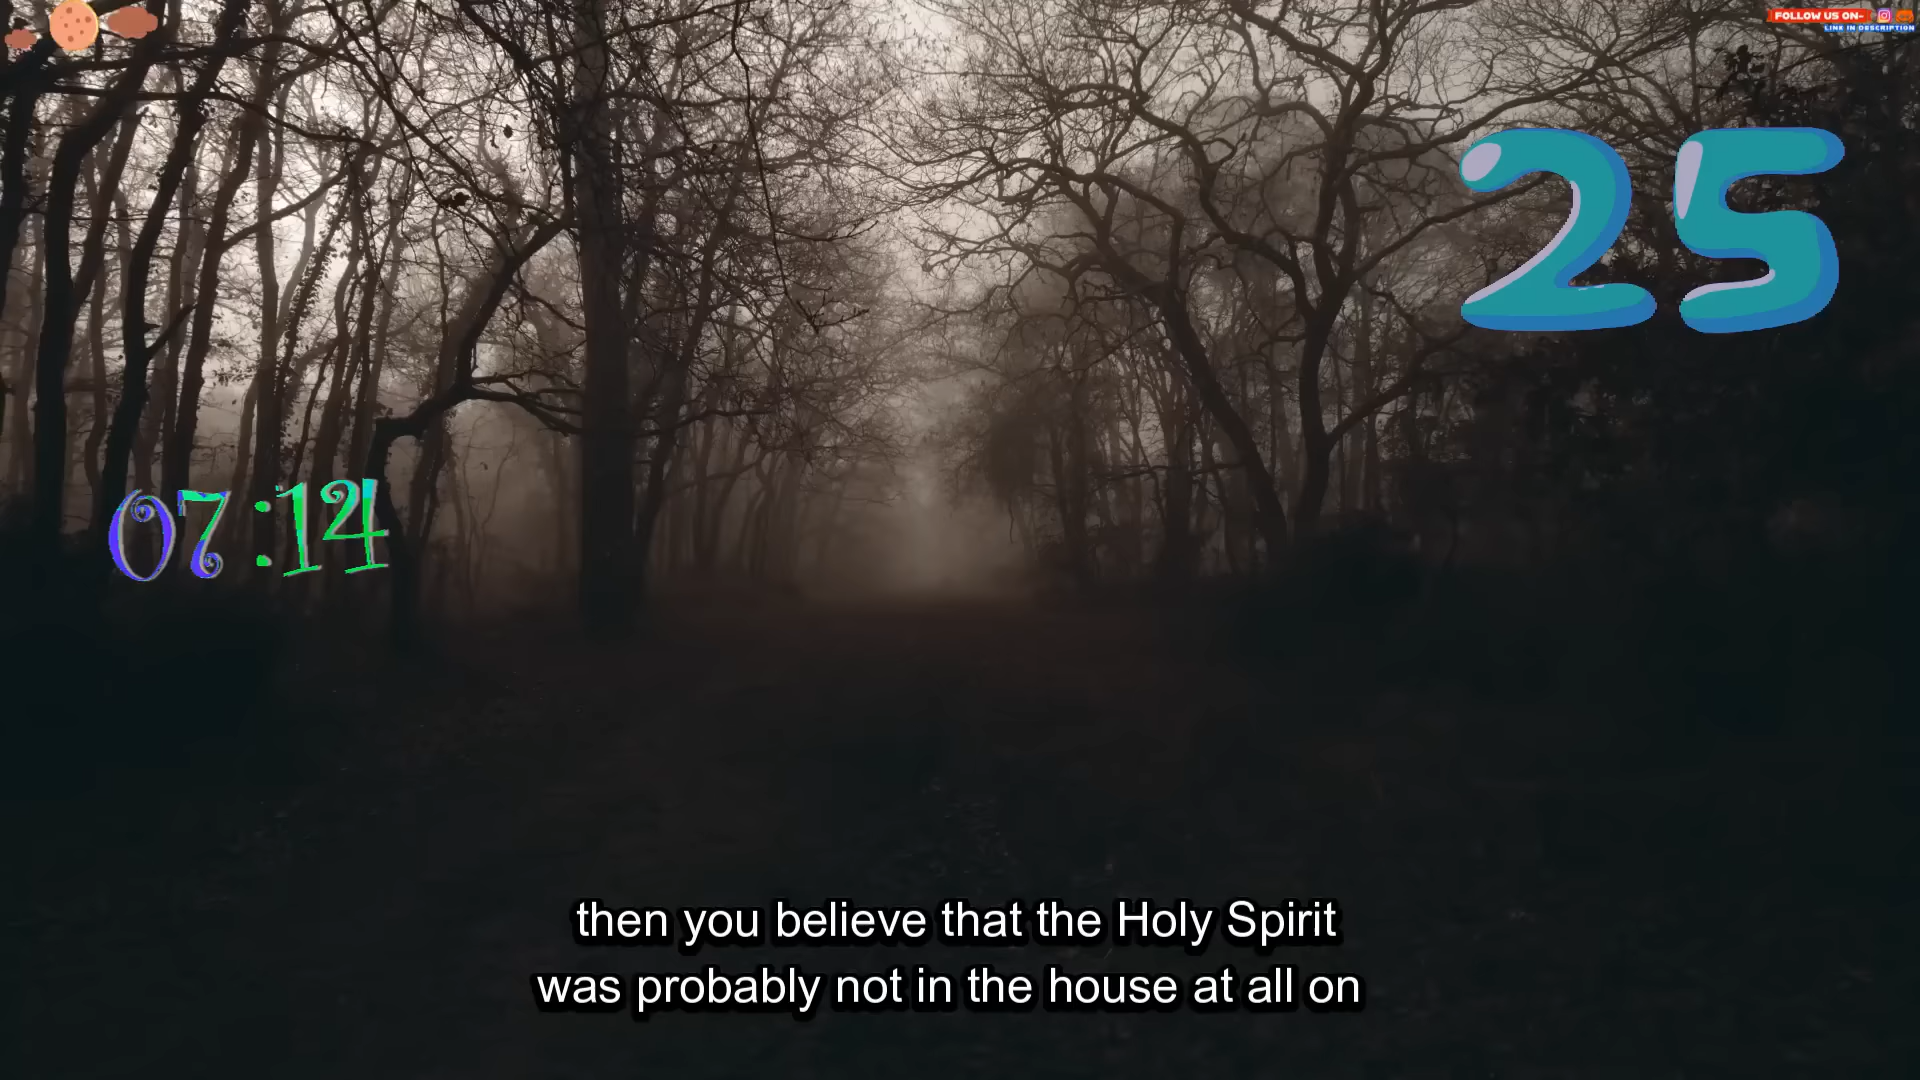 FOLLOW US ON-
LINK IN DESCRIPTION
25
07:14
then you believe that the Holy Spirit
was probably not in the house at all on